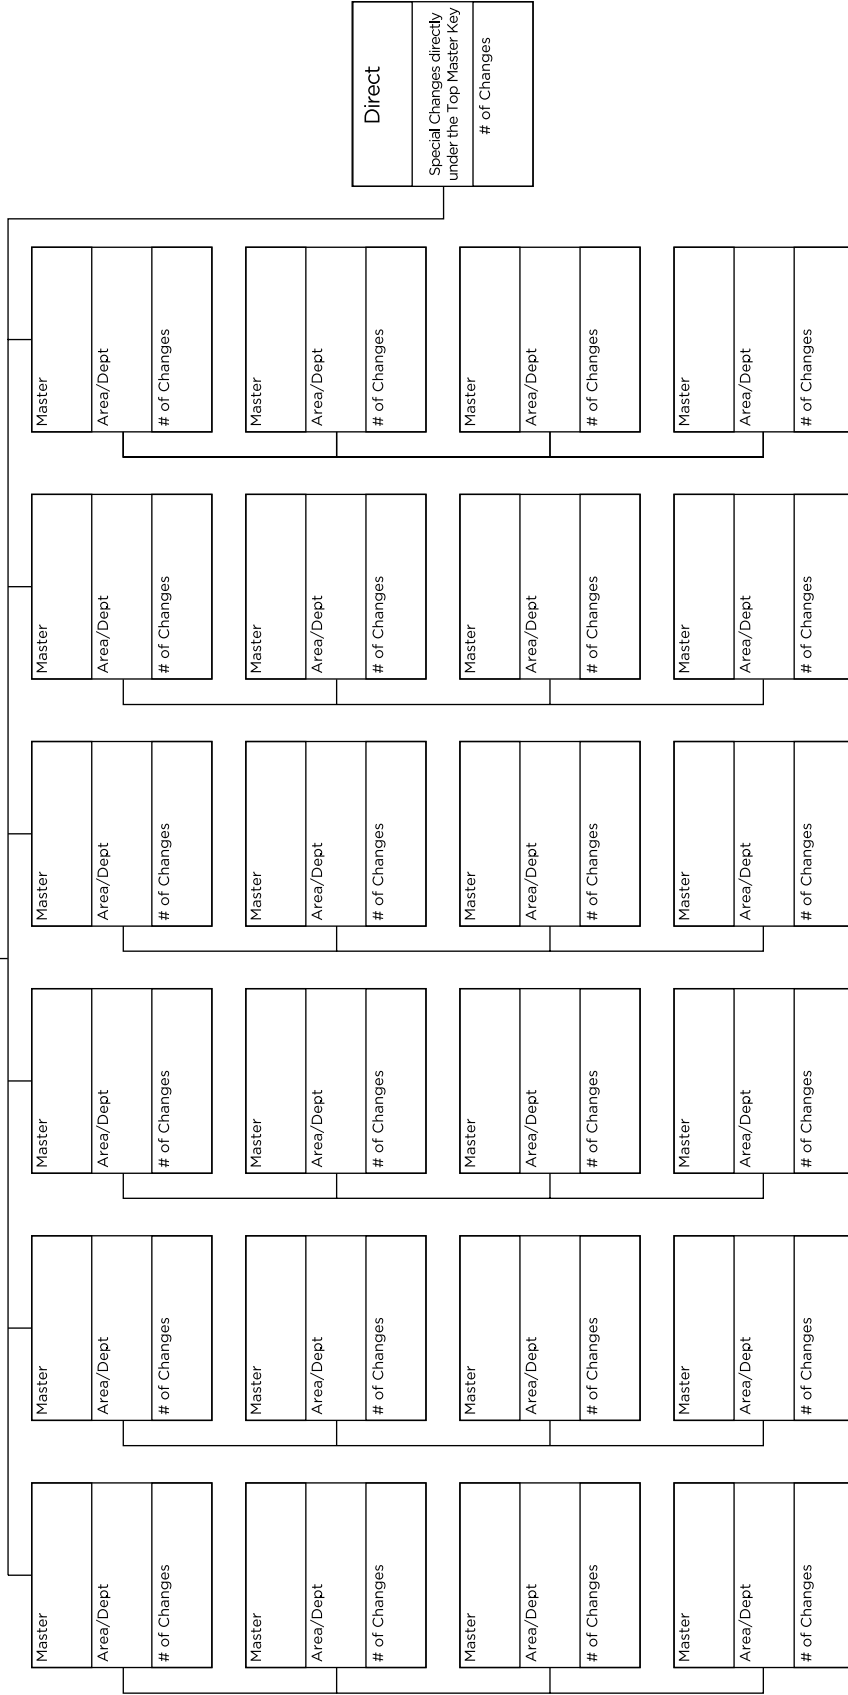 Master
Area/Dept
# of Changes
Master
Area/Dept
# of Changes
Master
Area/Dept
# of Changes
Master
Area/Dept
# of Changes
Master
Area/Dept
# of Changes
Master
Area/Dept
# of Changes
Master
Area/Dept
# of Changes
Master
Area/Dept
# of Changes
Master
Area/Dept
# of Changes
Master
Area/Dept
# of Changes
Master
Area/Dept
# of Changes
Master
Area/Dept
# of Changes
Master
Area/Dept
# of Changes
Master
Area/Dept
# of Changes
Master
Area/Dept
# of Changes
Master
Area/Dept
# of Changes
Master
Area/Dept
# of Changes
Master
Area/Dept
# of Changes
Master
Area/Dept
# of Changes
Master
Area/Dept
# of Changes
Master
Area/Dept
# of Changes
Master
Area/Dept
# of Changes
Master
Area/Dept
# of Changes
Master
Area/Dept
# of Changes
Direct
Special Changes directly
under the Top Master Key
# of Changes